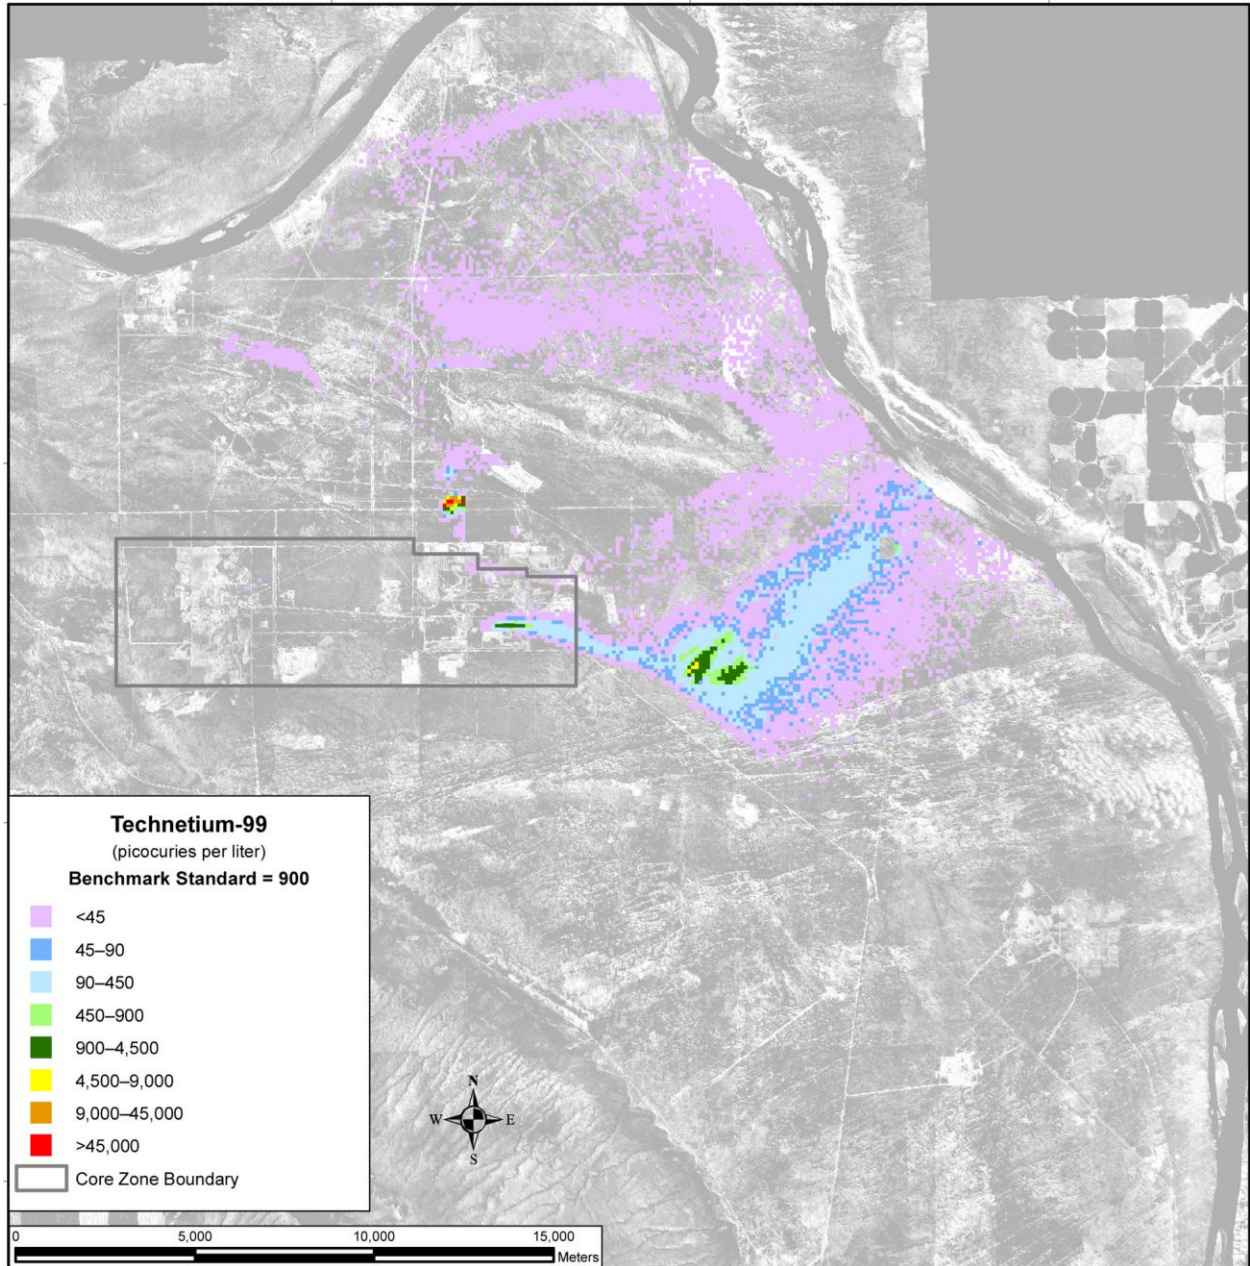 Technetium-99
(picocuries per liter)
Benchmark Standard = 900
<45
45–90
90–450
450–900
900–4,500
4,500–9,000
9,000–45,000
>45,000
Core Zone Boundary
N
W E
S
0 5,000 10,000 15,000
Meters